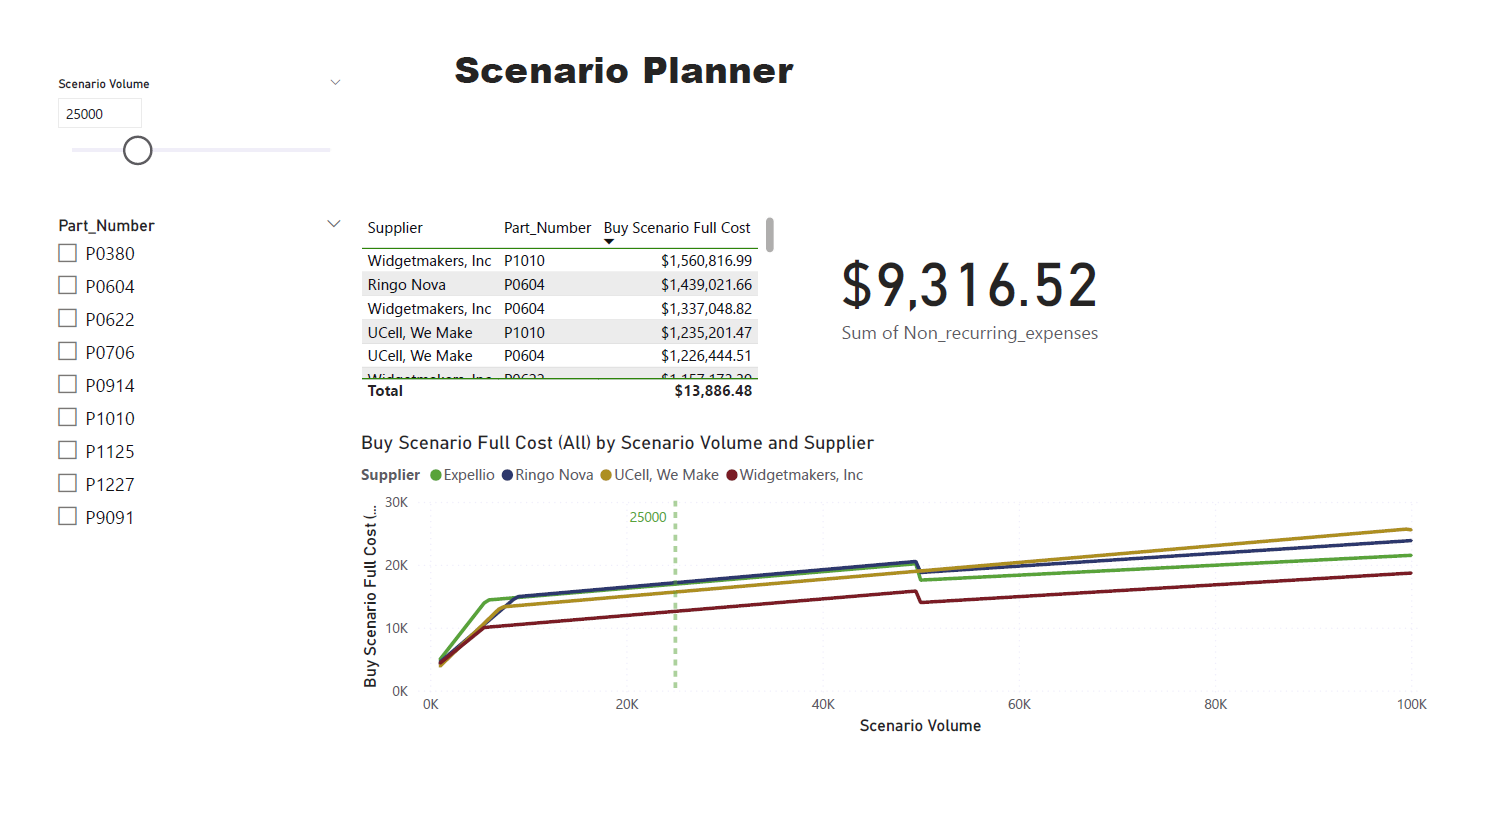 Scenario Planner
Scenario Volume
25000
Part_Number
P0380
P0604
P0622
P0706
P0914
P1010
P1125
P1227
P9091
Supplier Part_Number Buy Scenario Full Cost
Widgetmakers, Inc P1010 $1,560,816.99
Ringo Nova P0604 $1,439,021.66
Widgetmakers, Inc P0604 $1,337,048.82
UCell, We Make P1010 $1,235,201.47
UCell, We Make P0604 $1,226,444.51
Total $13,886.48
$9,316.52
Sum of Non_recurring_expenses
Buy Scenario Full Cost (All) by Scenario Volume and Supplier
Supplier Expellio Ringo Nova UCell, We Make Widgetmakers, Inc
Buy Scenario Full Cost (...
30K
20K
10K
0K
25000
0K 20K 40K 60K 80K 100K
Scenario Volume